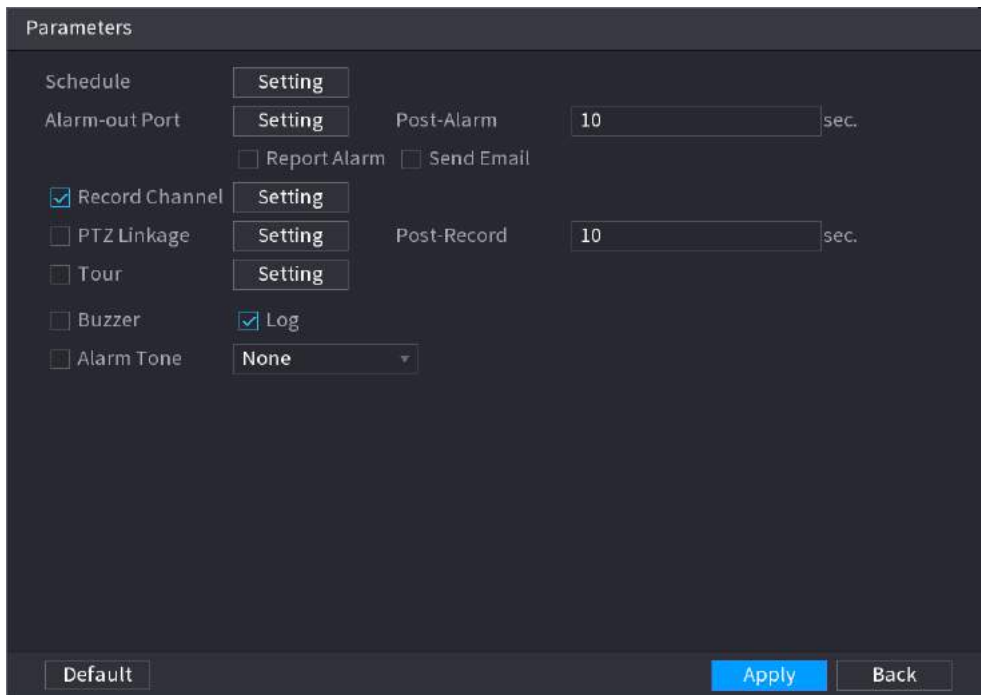 Parameters
Schedule Setting
Alarm-out Port Setting Post-Alarm 10 sec.
Report Alarm Send Email
Record Channel Setting
PTZ Linkage Setting Post-Record 10 sec.
Tour Setting
Buzzer Log
Alarm Tone None
Default Apply Back